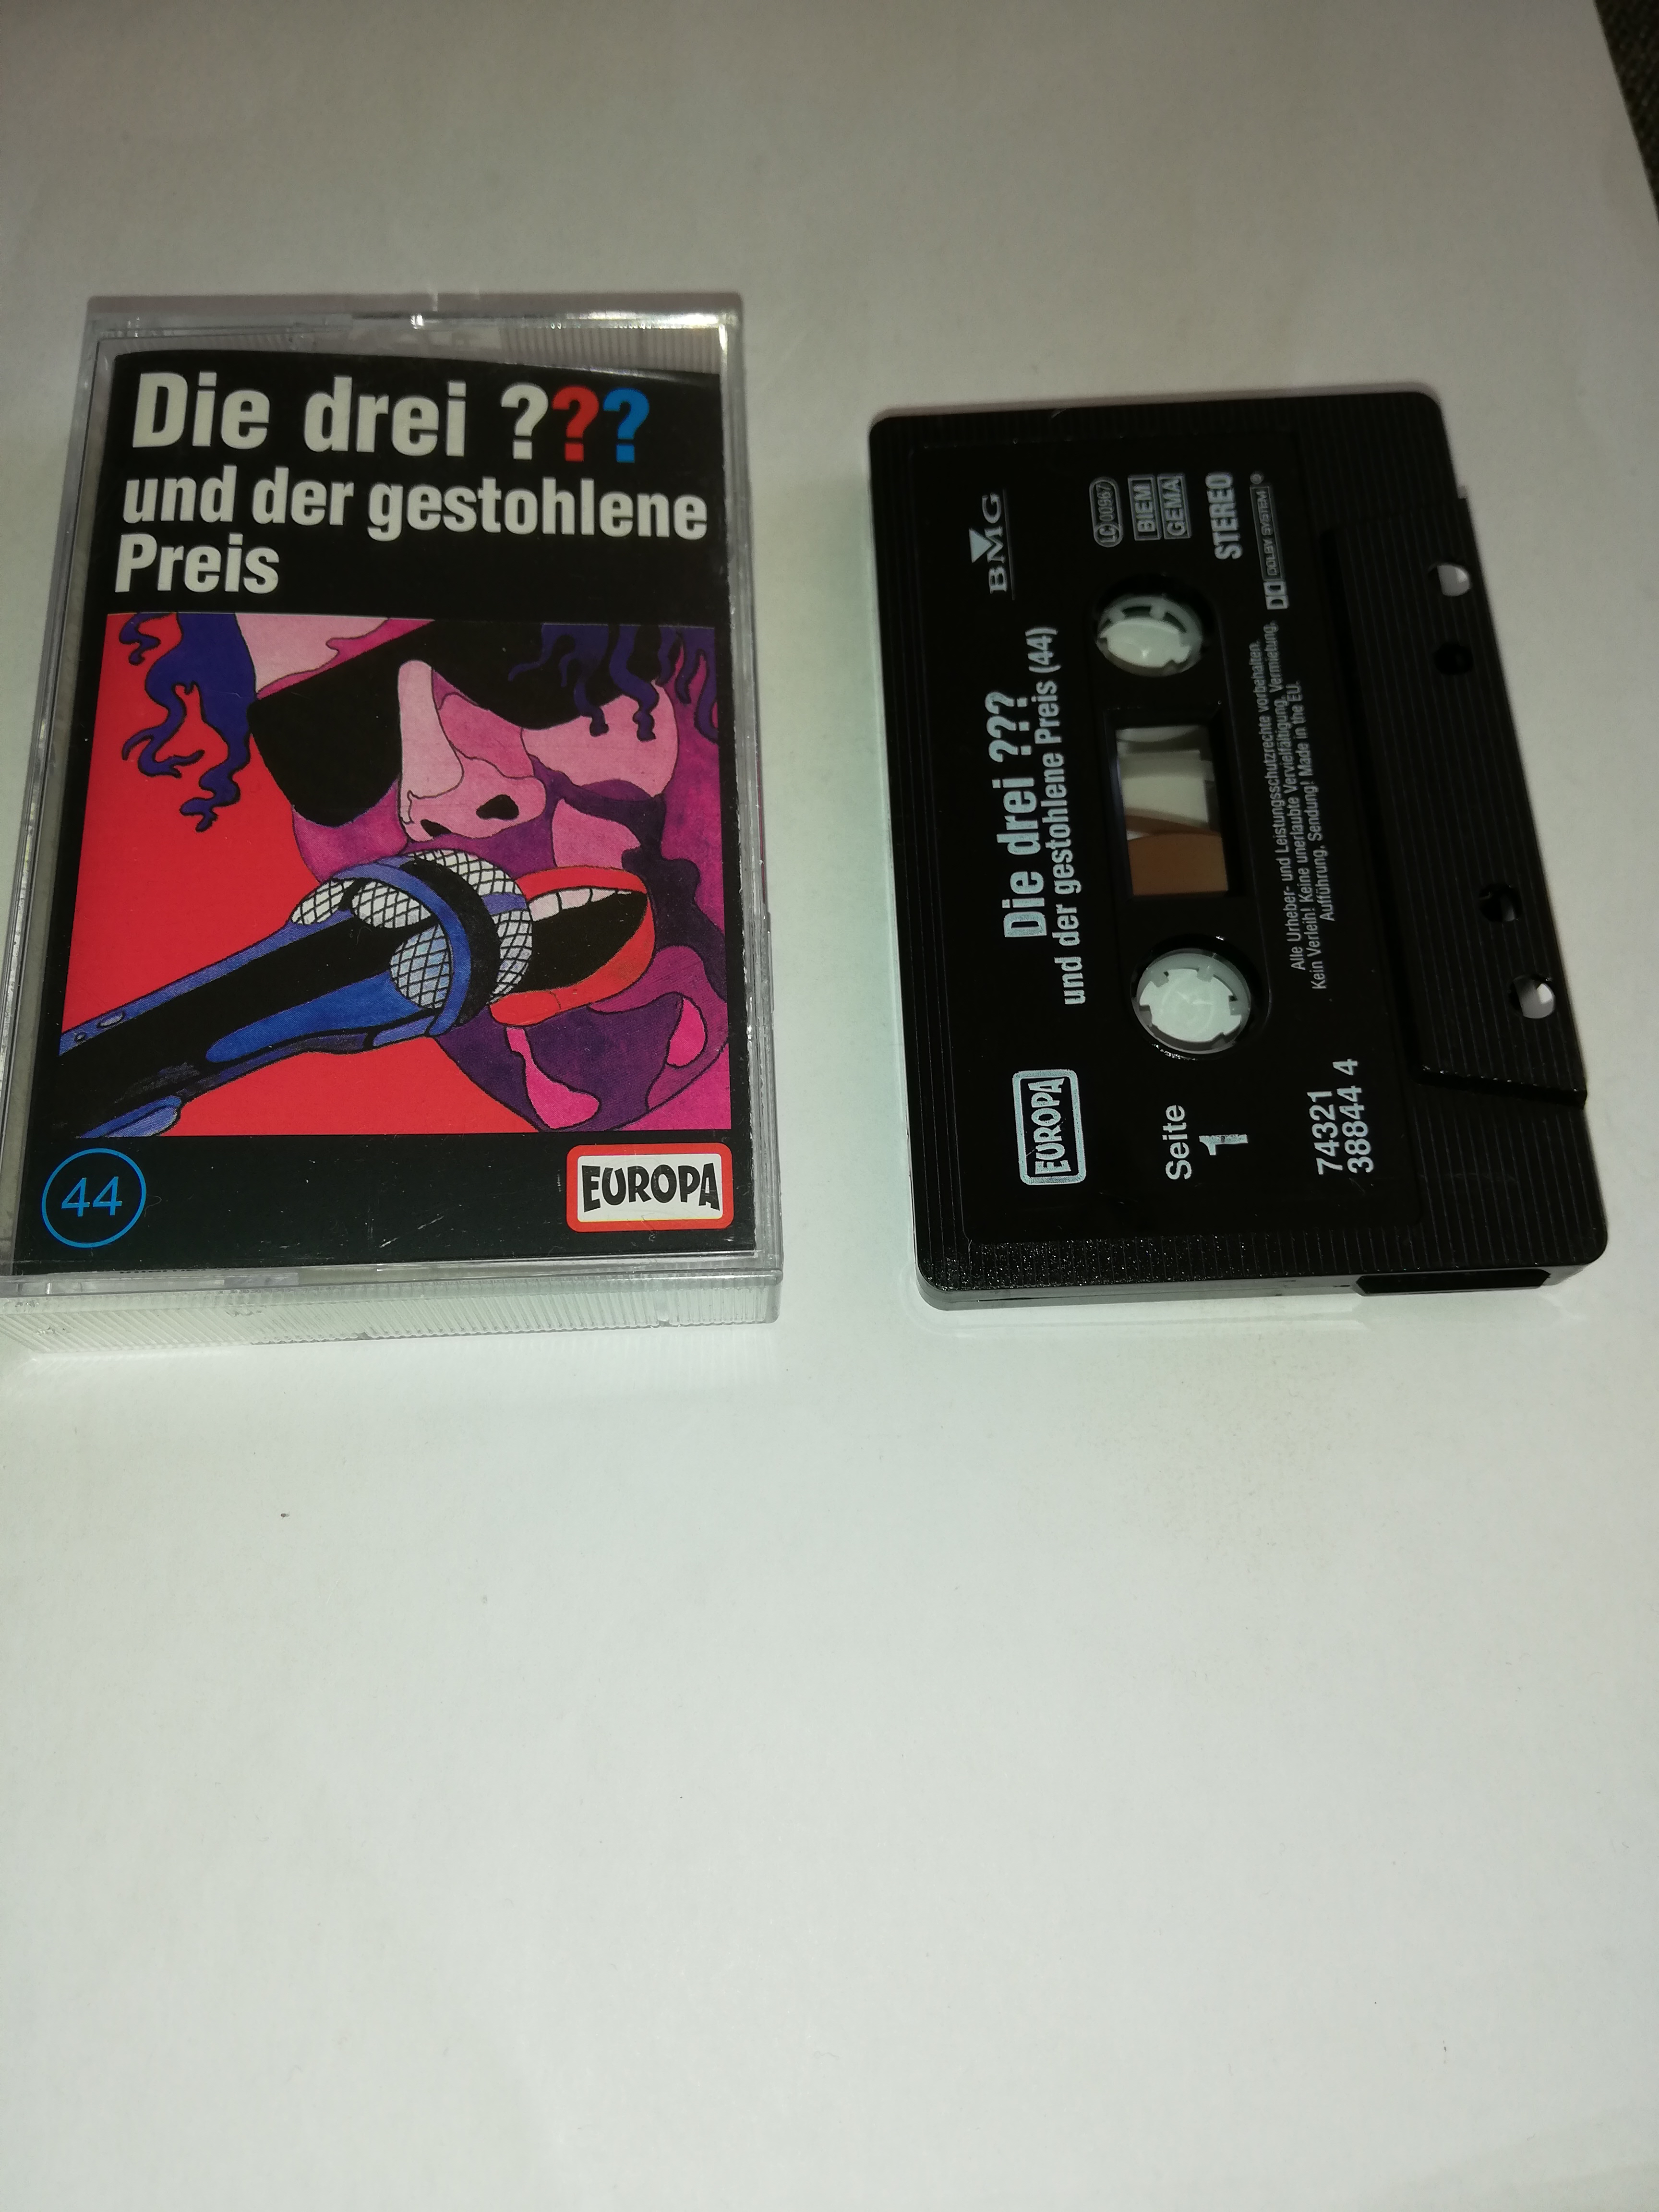 Die drei ???
und der gestohlene
Preis
44
EUROPA
EUROPA
Die drei ???
und der gestohlene Preis (44)
BMG
Seite
1
LC 00967
BIEM
GEMA
STEREO
DOLBY SYSTEM
74321
38844 4
Alle Urheber- und Leistungsschutzrechte vorbehalten.
Kein Verleih! Keine unerlaubte Vervielfältigung, Vermietung,
Aufführung, Sendung! Made in the EU.